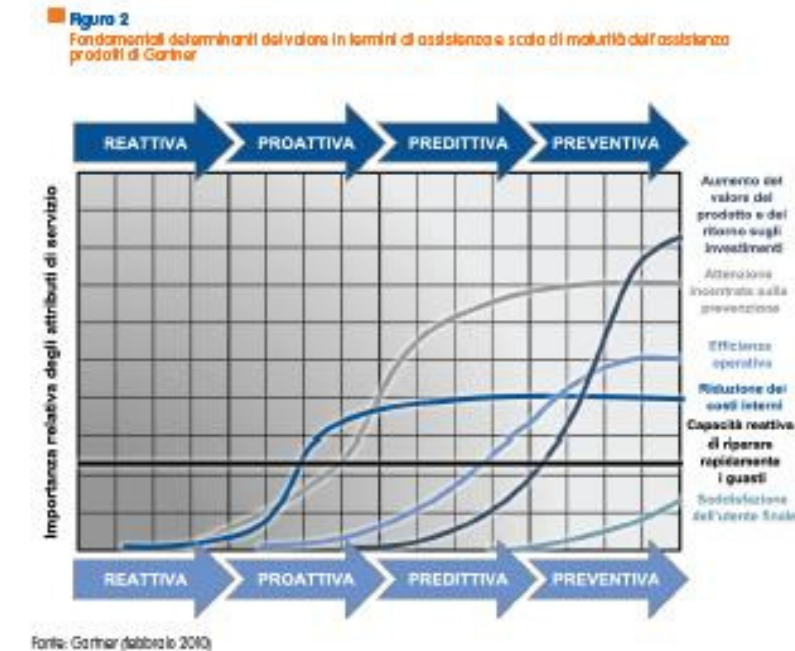 Figura 2
Fondamentali determinanti del valore in termini di assistenza e scala di maturità dell'assistenza
prodotti di Gartner
REATTIVA PROATTIVA PREDITTIVA PREVENTIVA
Importanza relativa degli attributi di servizio
Aumento del
valore del
prodotto e del
ritorno sugli
investimenti
Attenzione
incentrata sulla
prevenzione
Efficienza
operativa
Riduzione dei
costi interni
Capacità reattiva
di riparare
rapidamente
i guasti
Soddisfazione
dell'utente finale
REATTIVA PROATTIVA PREDITTIVA PREVENTIVA
Fonte: Gartner (febbraio 2010)